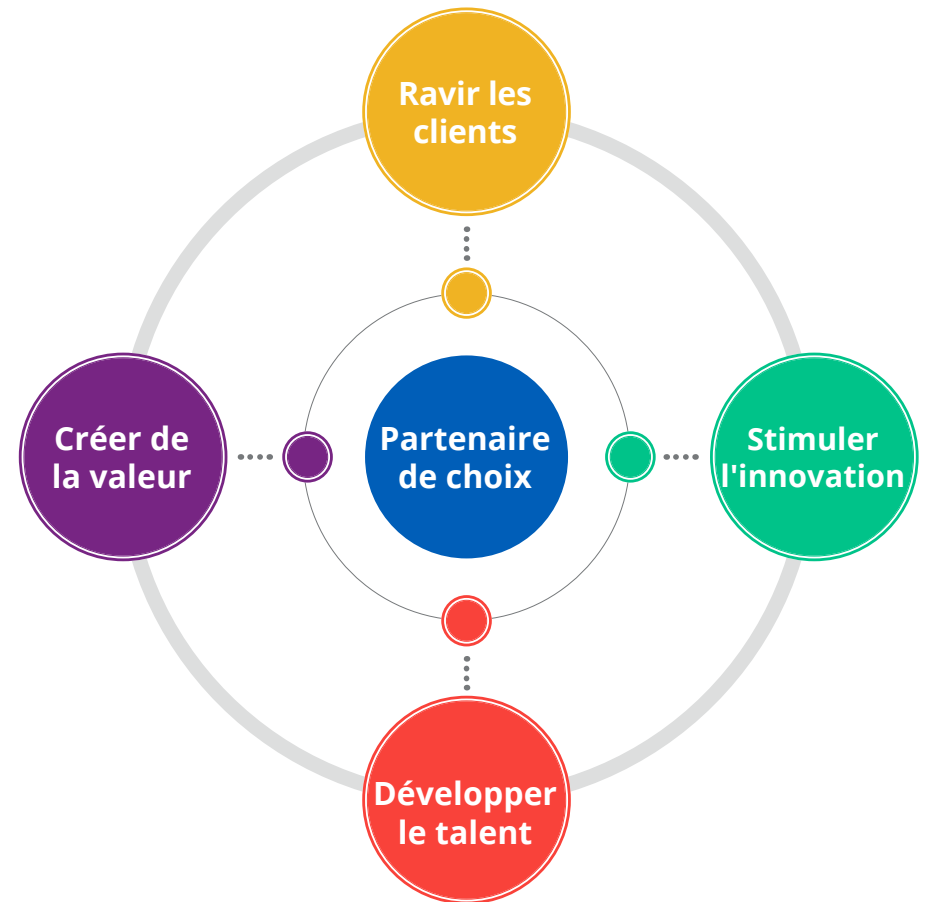 Ravir les
clients
Créer de
la valeur
Partenaire
de choix
Stimuler
l'innovation
Développer
le talent